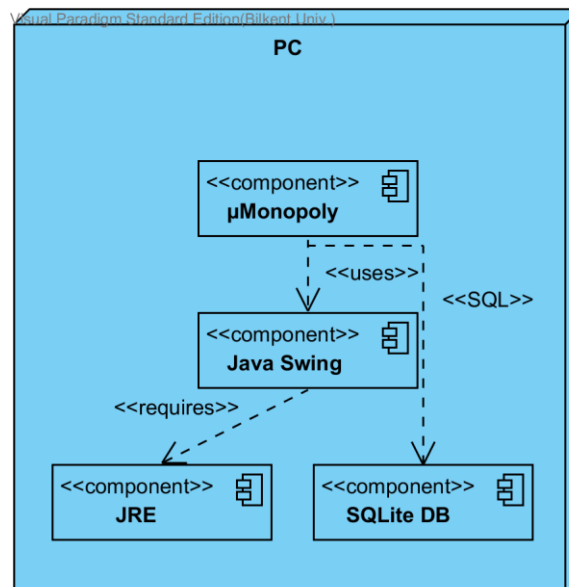 Visual Paradigm Standard Edition(Bilkent Univ.)
PC
<<component>>
µMonopoly
<<uses>>
<<SQL>>
<<component>>
Java Swing
<<requires>>
<<component>>
JRE
<<component>>
SQLite DB